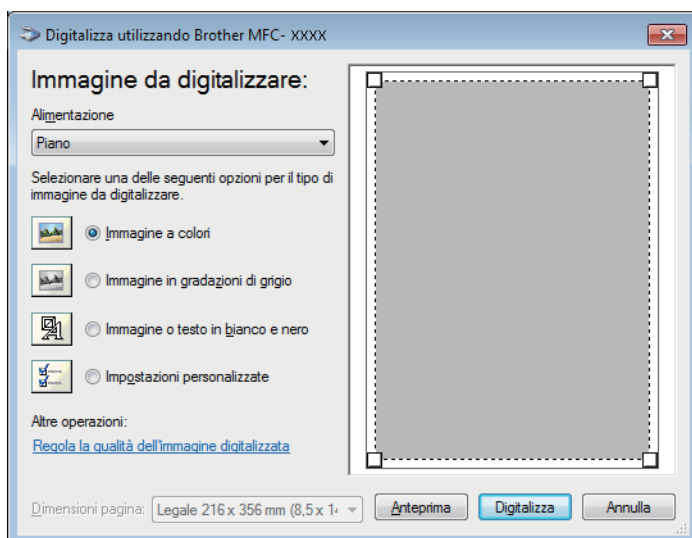 Digitalizza utilizzando Brother MFC- XXXX
Immagine da digitalizzare:
Alimentazione
Piano
Selezionare una delle seguenti opzioni per il tipo di
immagine da digitalizzare.
Immagine a colori
Immagine in gradazioni di grigio
Immagine o testo in bianco e nero
Impostazioni personalizzate
Altre operazioni:
Regola la qualità dell'immagine digitalizzata
Dimensioni pagina: Legale 216 x 356 mm (8,5 x 1
Anteprima
Digitalizza
Annulla